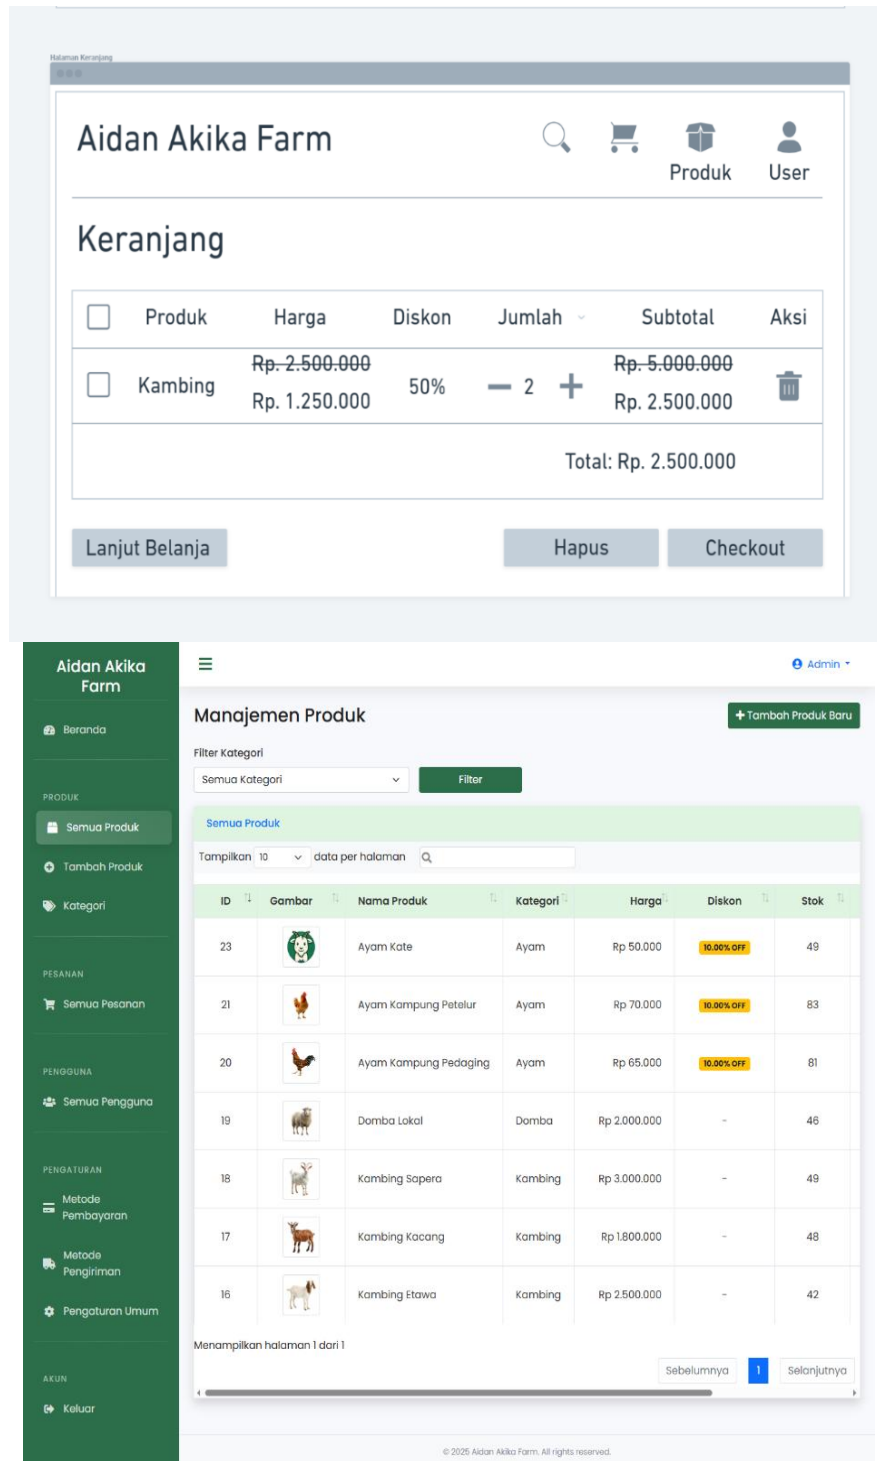 Halaman Keranjang
Aidan Akika Farm
Produk
User
Keranjang
Produk Harga Diskon Jumlah Subtotal Aksi
Rp. 2.500.000 Rp. 5.000.000
Kambing 50% 2
Rp. 1.250.000 Rp. 2.500.000
Total: Rp. 2.500.000
Lanjut Belanja Hapus Checkout
Aidan Akika
Farm
Beranda
PRODUK
Semua Produk
Tambah Produk
Kategori
PESANAN
Semua Pesanan
PENGGUNA
Semua Pengguna
PENGATURAN
Metode
Pembayaran
Metode
Pengiriman
Pengaturan Umum
AKUN
Keluar
Admin
Manajemen Produk
+ Tambah Produk Baru
Filter Kategori
Semua Kategori Filter
Semua Produk
Tampilkan 10 data per halaman
ID Gambar Nama Produk Kategori Harga Diskon Stok
23 Ayam Kate Ayam Rp 50.000 10.00% OFF 49
21 Ayam Kampung Petelur Ayam Rp 70.000 10.00% OFF 83
20 Ayam Kampung Pedaging Ayam Rp 65.000 10.00% OFF 81
19 Domba Lokal Domba Rp 2.000.000 - 46
18 Kambing Sapera Kambing Rp 3.000.000 - 49
17 Kambing Kacang Kambing Rp 1.800.000 - 48
16 Kambing Etawa Kambing Rp 2.500.000 - 42
Menampilkan halaman 1 dari 1
Sebelumnya 1 Selanjutnya
© 2025 Aidan Akika Farm. All rights reserved.